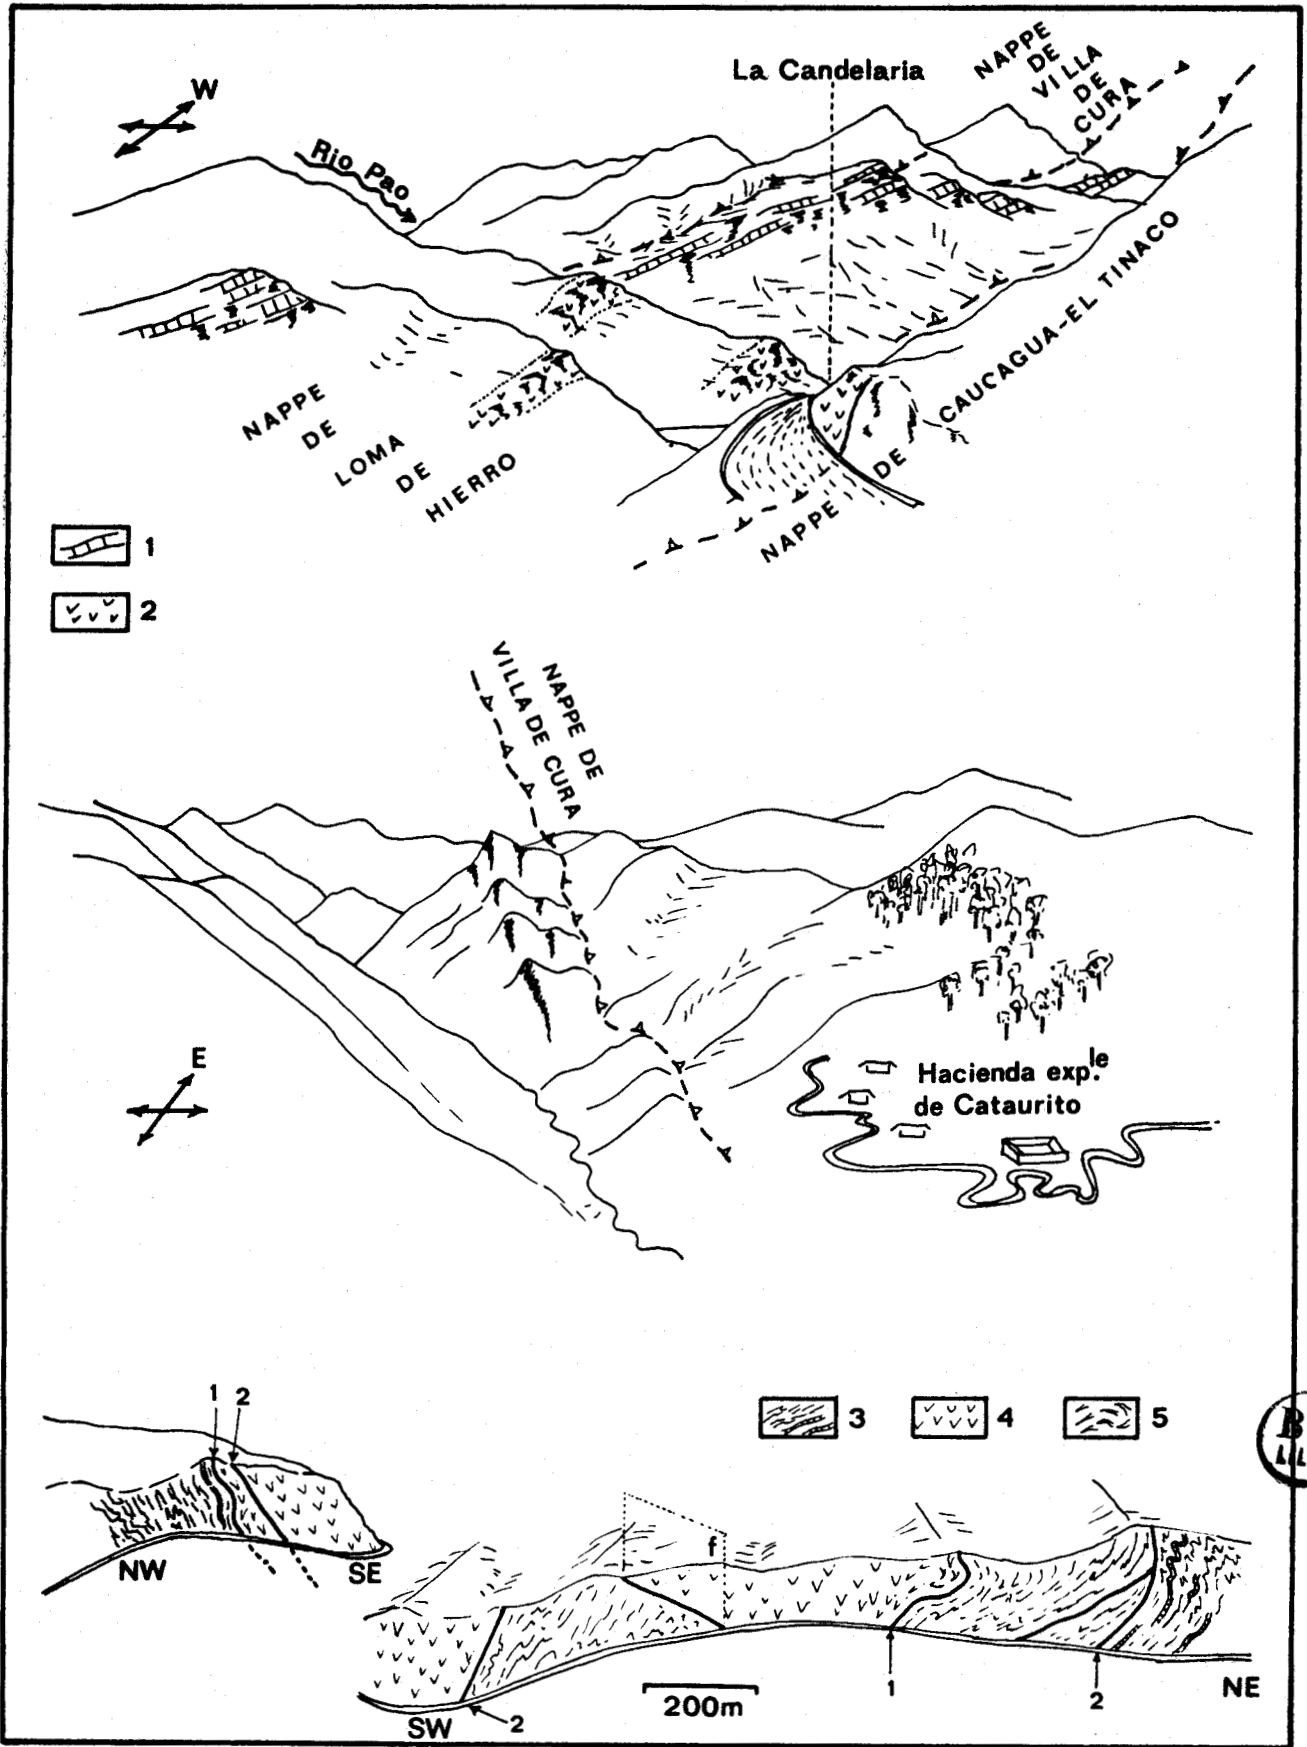 La Candelaria
NAPPE
DE
VILLA
DE
CURA
W
Rio Pao
CAUCAGUA-EL TINACO
DE
NAPPE
NAPPE
DE
LOMA
DE
HIERRO
1
2
NAPPE DE
VILLA DE CURA
E
Hacienda exp.le
de Cataurito
1 2
3
4
5
B
f
NW
SE
1
2
200m
2
SW
NE